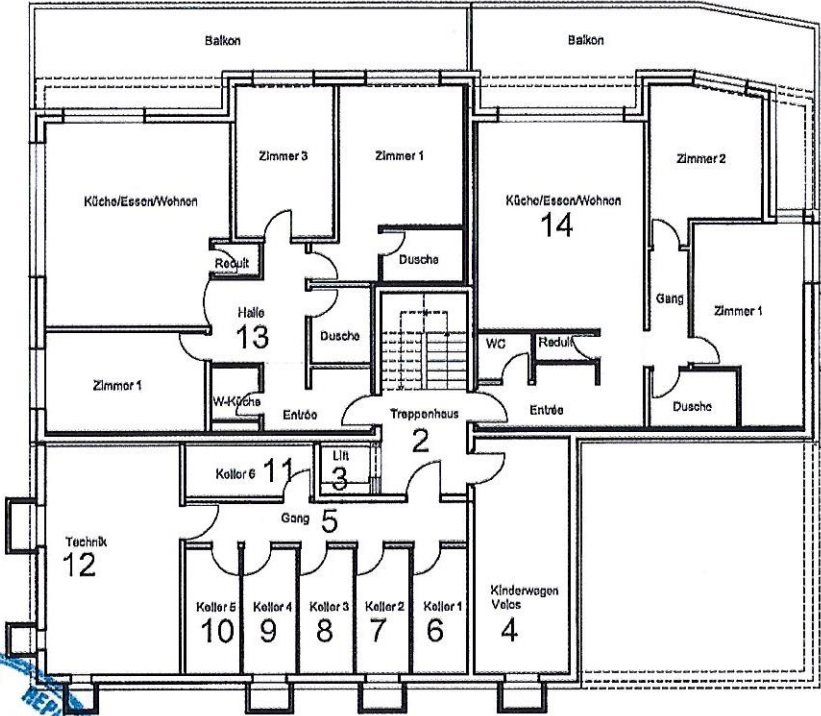 Balkon
Balkon
Zimmer 3
Zimmer 1
Zimmer 2
Küche/Essen/Wohnen
Küche/Essen/Wohnen
14
Reduit
Dusche
Gang
Zimmer 1
Halle
13
Dusche
WC
Reduit
Zimmer 1
W-Küche
Entrée
Treppenhaus
2
Entrée
Dusche
Keller 6
11
Lift
3
Gang
5
Technik
12
Keller 5
10
Keller 4
9
Keller 3
8
Keller 2
7
Keller 1
6
Kinderwagen
Velos
4